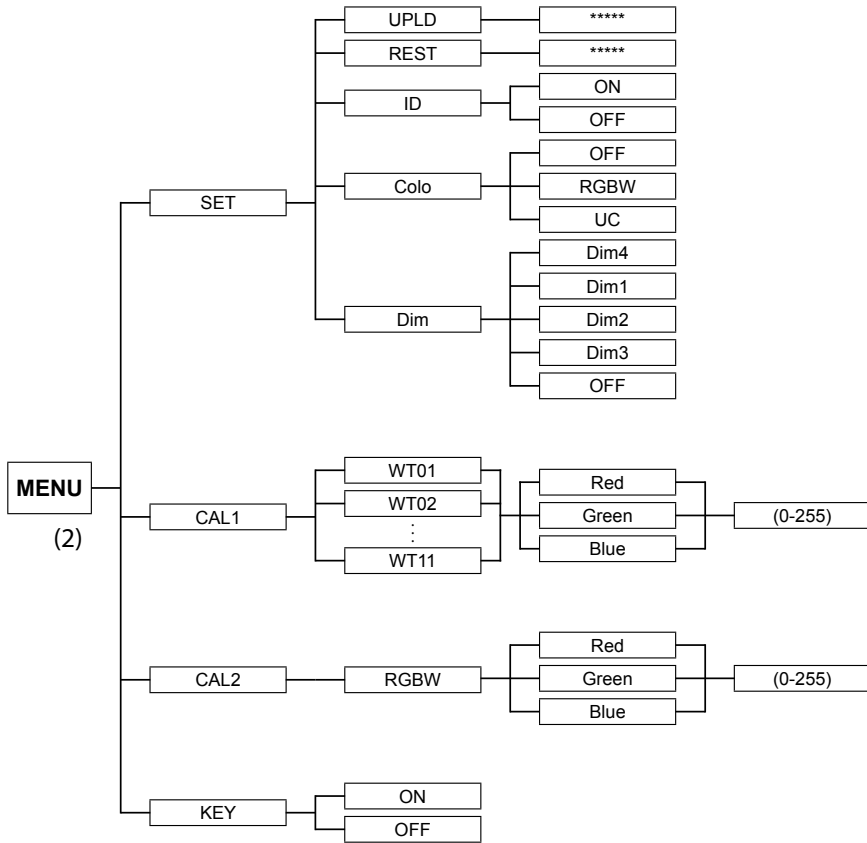 UPLD
*****
REST
*****
ID
ON
OFF
SET
Colo
OFF
RGBW
UC
Dim
Dim4
Dim1
Dim2
Dim3
OFF
MENU
(2)
CAL1
WT01
WT02
⋮
WT11
Red
Green
Blue
(0-255)
CAL2
RGBW
Red
Green
Blue
(0-255)
KEY
ON
OFF